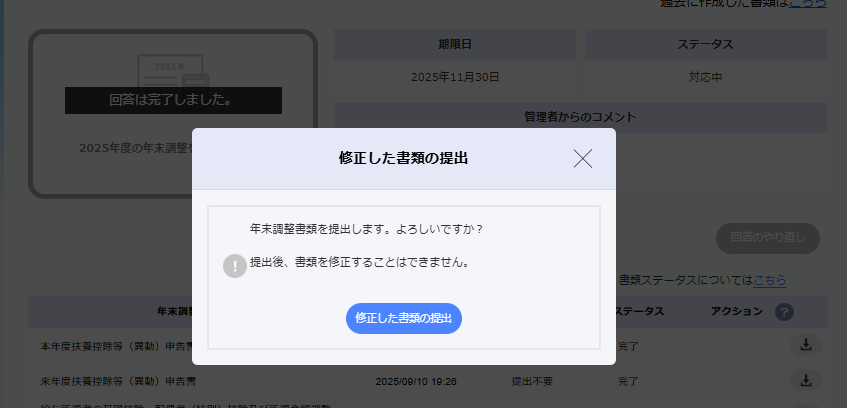 過去に作成した書類はこちら
20XX年
回答は完了しました。
2025年度の年末調整を
期限日
ステータス
2025年11月30日
対応中
管理者からのコメント
修正した書類の提出
年末調整書類を提出します。よろしいですか？
提出後、書類を修正することはできません。
修正した書類の提出
回答のやり直し
書類ステータスについてはこちら
年末調
ステータス
アクション
?
本年度扶養控除等（異動）申告書
完了
来年度扶養控除等（異動）申告書
2025/09/10 19:26
提出不要
完了